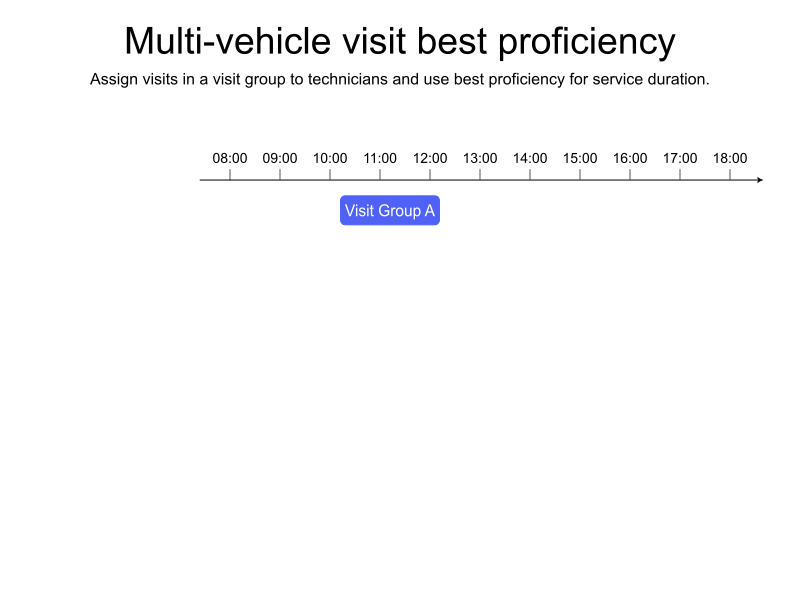 Multi-vehicle visit best proficiency
Assign visits in a visit group to technicians and use best proficiency for service duration.
08:00 09:00 10:00 11:00 12:00 13:00 14:00 15:00 16:00 17:00 18:00
Visit Group A